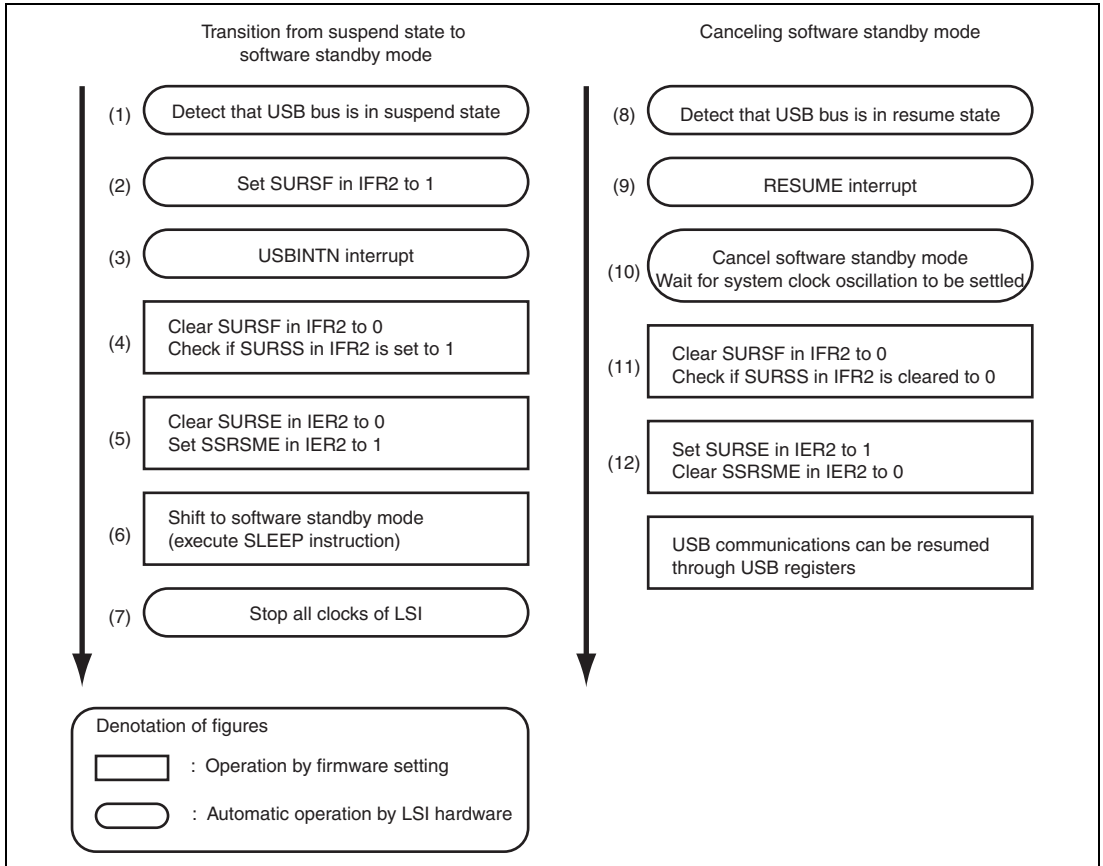 Transition from suspend state to
software standby mode
(1) Detect that USB bus is in suspend state
(2) Set SURSF in IFR2 to 1
(3) USBINTN interrupt
(4) Clear SURSF in IFR2 to 0
Check if SURSS in IFR2 is set to 1
(5) Clear SURSE in IER2 to 0
Set SSRSME in IER2 to 1
(6) Shift to software standby mode
(execute SLEEP instruction)
(7) Stop all clocks of LSI
Canceling software standby mode
(8) Detect that USB bus is in resume state
(9) RESUME interrupt
(10) Cancel software standby mode
Wait for system clock oscillation to be settled
(11) Clear SURSF in IFR2 to 0
Check if SURSS in IFR2 is cleared to 0
(12) Set SURSE in IER2 to 1
Clear SSRSME in IER2 to 0
USB communications can be resumed
through USB registers
Denotation of figures
: Operation by firmware setting
: Automatic operation by LSI hardware